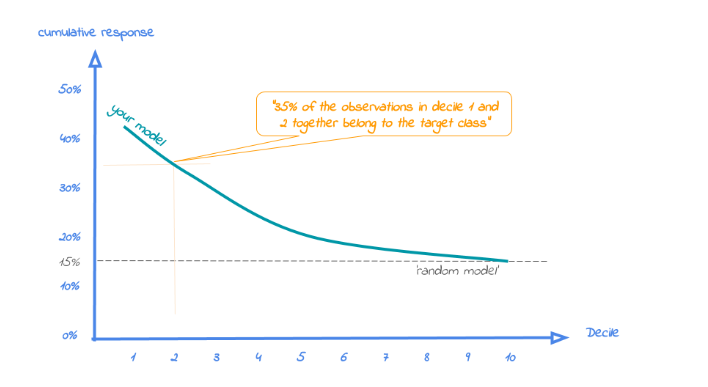 cumulative response
50%
"35% of the observations in decile 1 and
2 together belong to the target class"
your model
40%
30%
20%
15%
'random model'
10%
0%
Decile
1 2 3 4 5 6 7 8 9 10